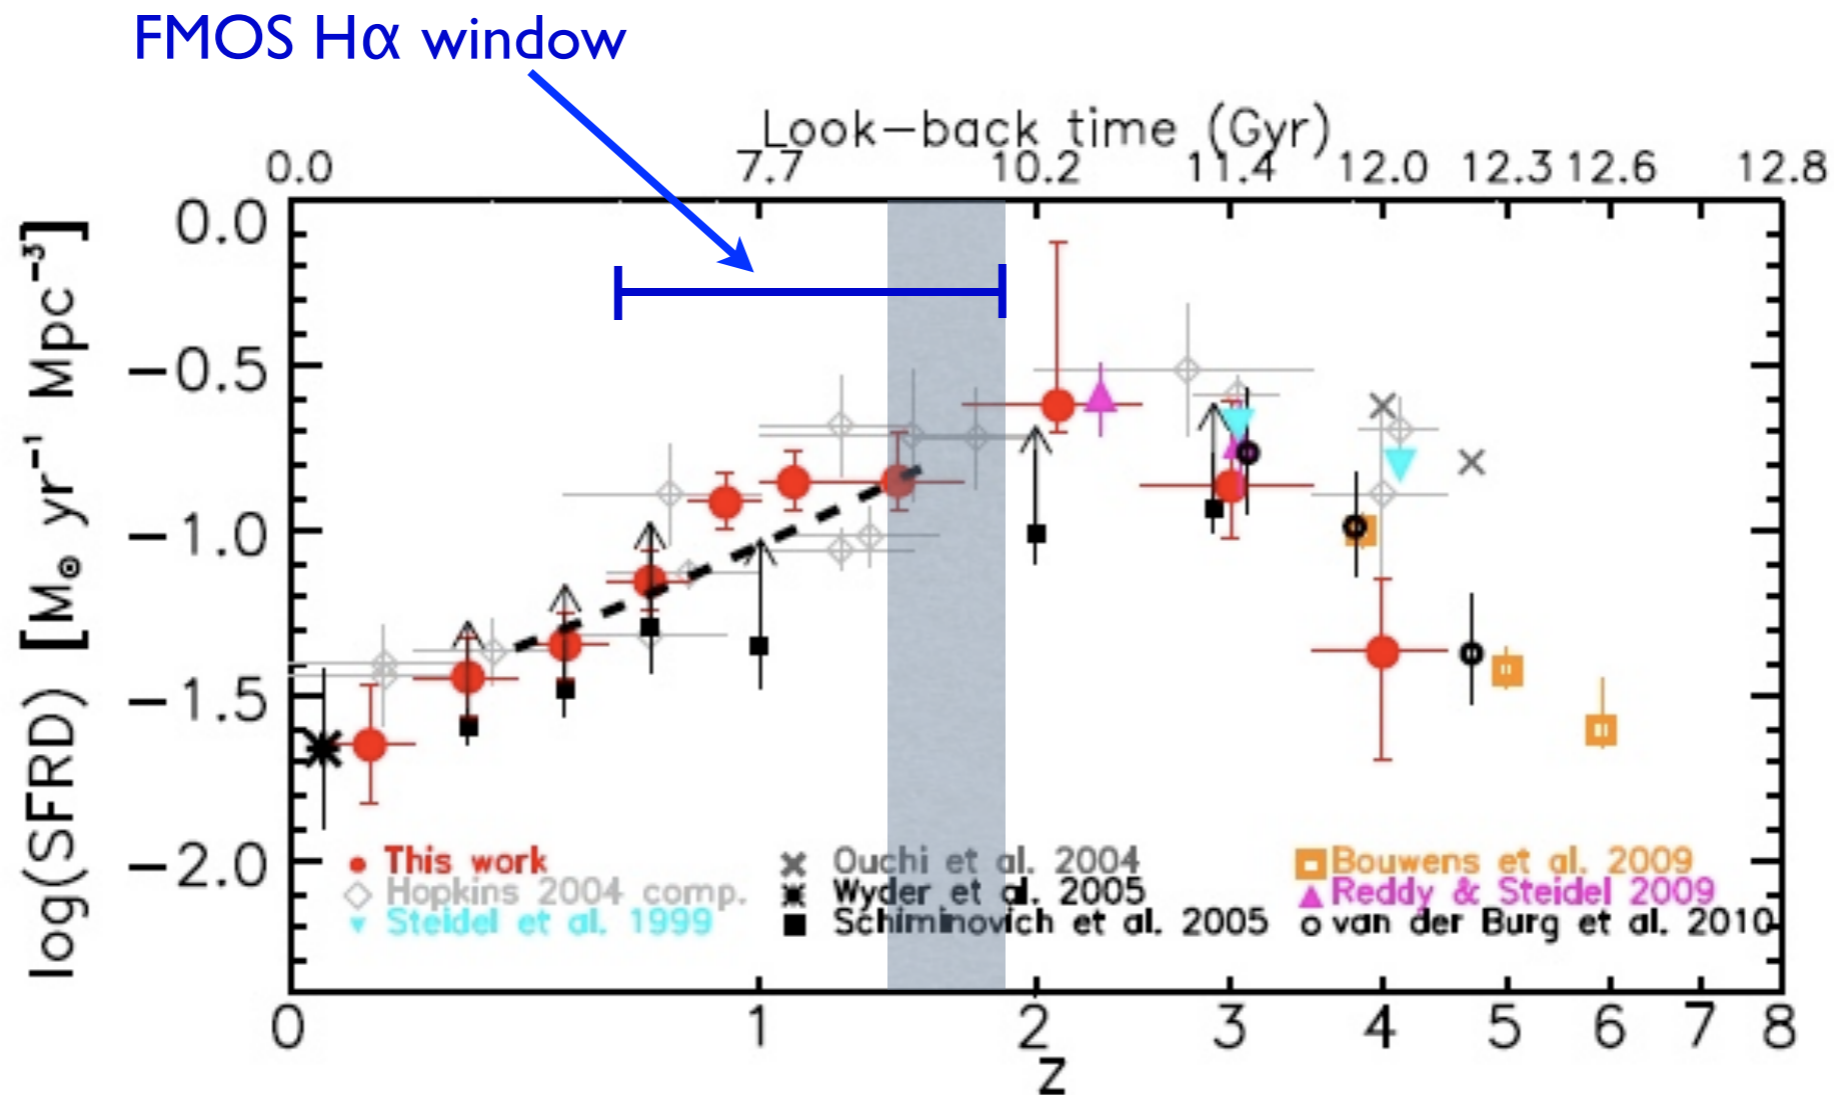 FMOS Hα window
Look-back time (Gyr)
0.0 7.7 10.2 11.4 12.0 12.3 12.6 12.8
log(SFRD) [M☉ yr⁻¹ Mpc⁻³]
0.0
-0.5
-1.0
-1.5
-2.0
This work
Hopkins 2004 comp.
Steidel et al. 1999
Ouchi et al. 2004
Wyder et al. 2005
Schiminovich et al. 2005
Bouwens et al. 2009
Reddy & Steidel 2009
van der Burg et al. 2010
0 1 2 3 4 5 6 7 8
z